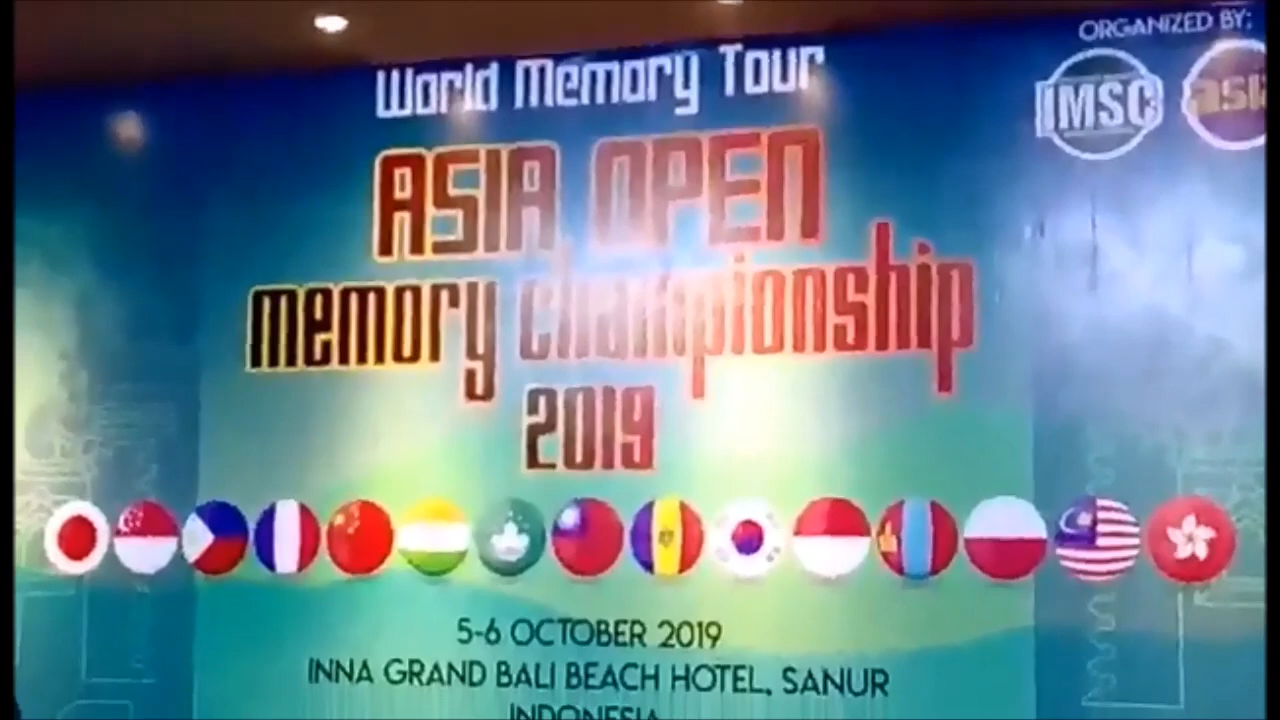 ORGANIZED BY:
IMSC
World Memory Tour
ASIA OPEN
memory championship
2019
5-6 OCTOBER 2019
INNA GRAND BALI BEACH HOTEL, SANUR
INDONESIA